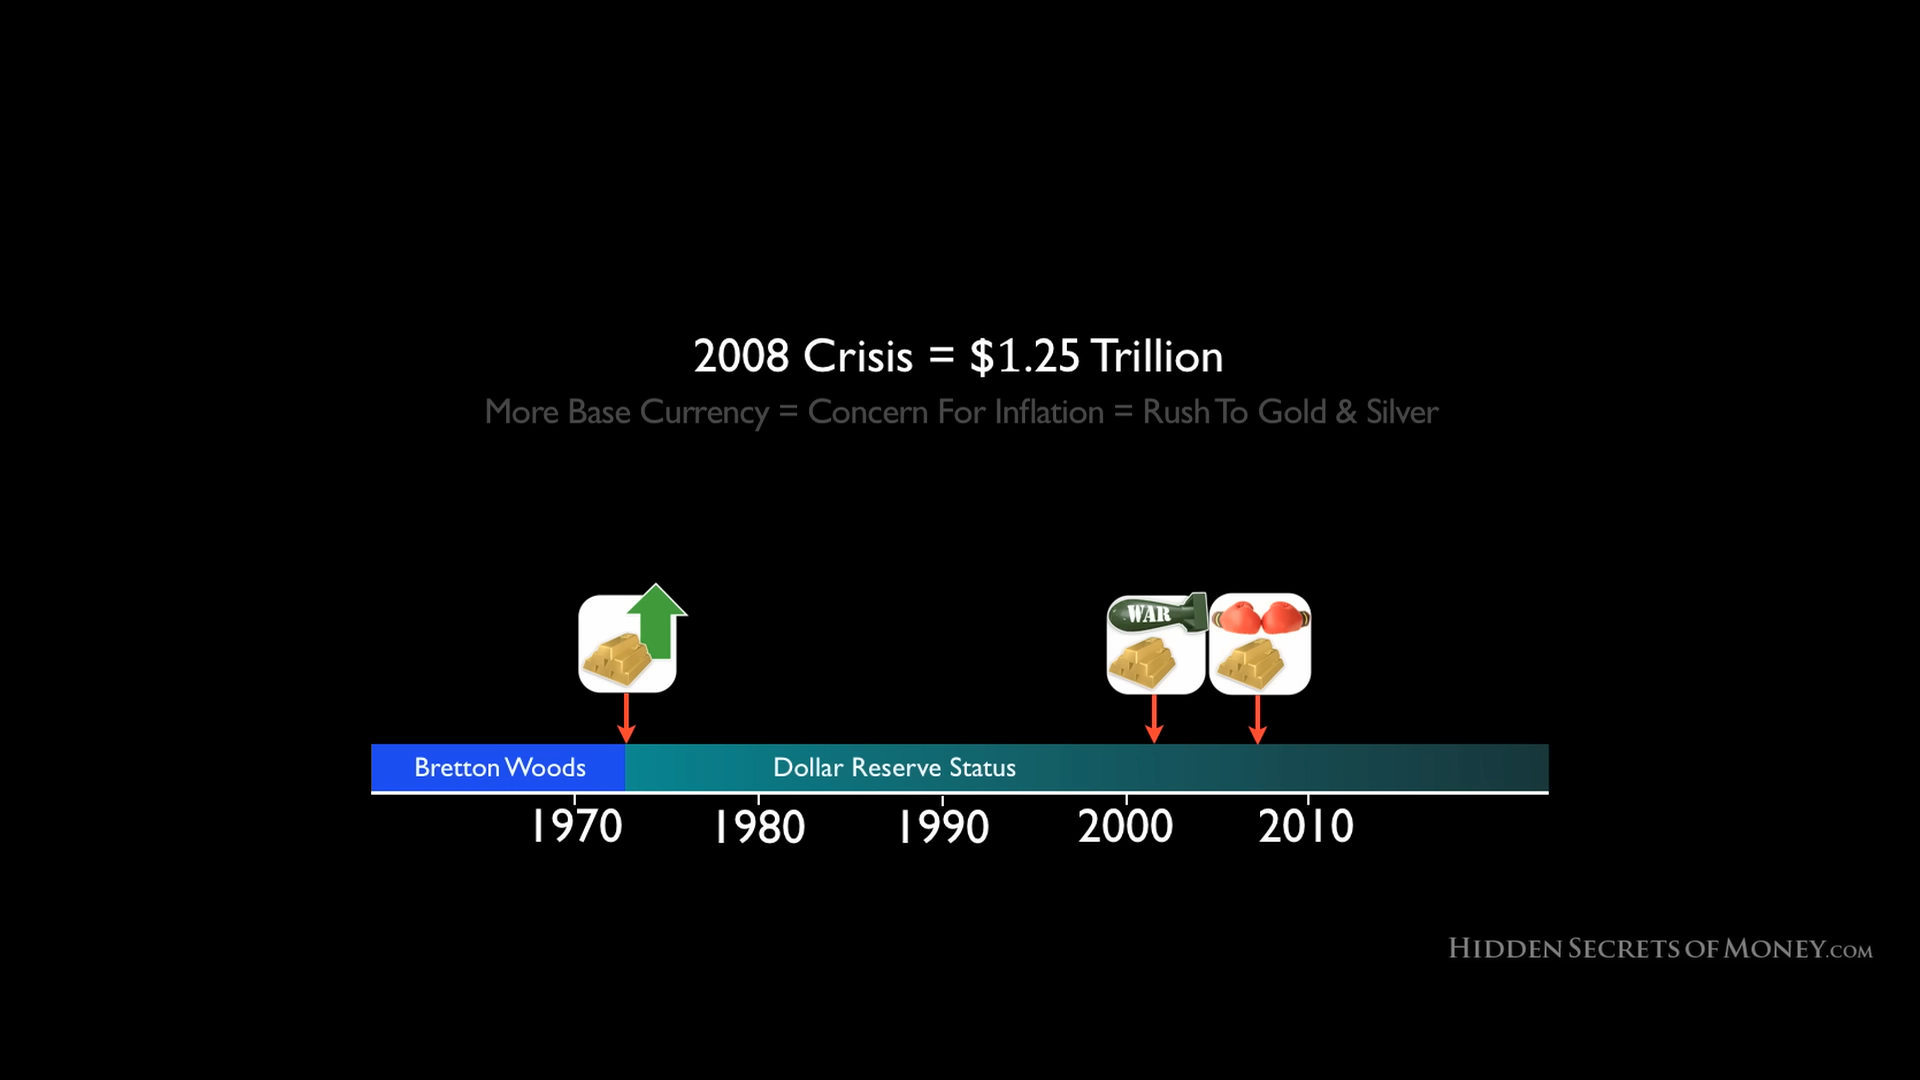 2008 Crisis = $1.25 Trillion
More Base Currency = Concern For Inflation = Rush To Gold & Silver
WAR
Bretton Woods
Dollar Reserve Status
1970 1980 1990 2000 2010
HIDDEN SECRETS OF MONEY.COM